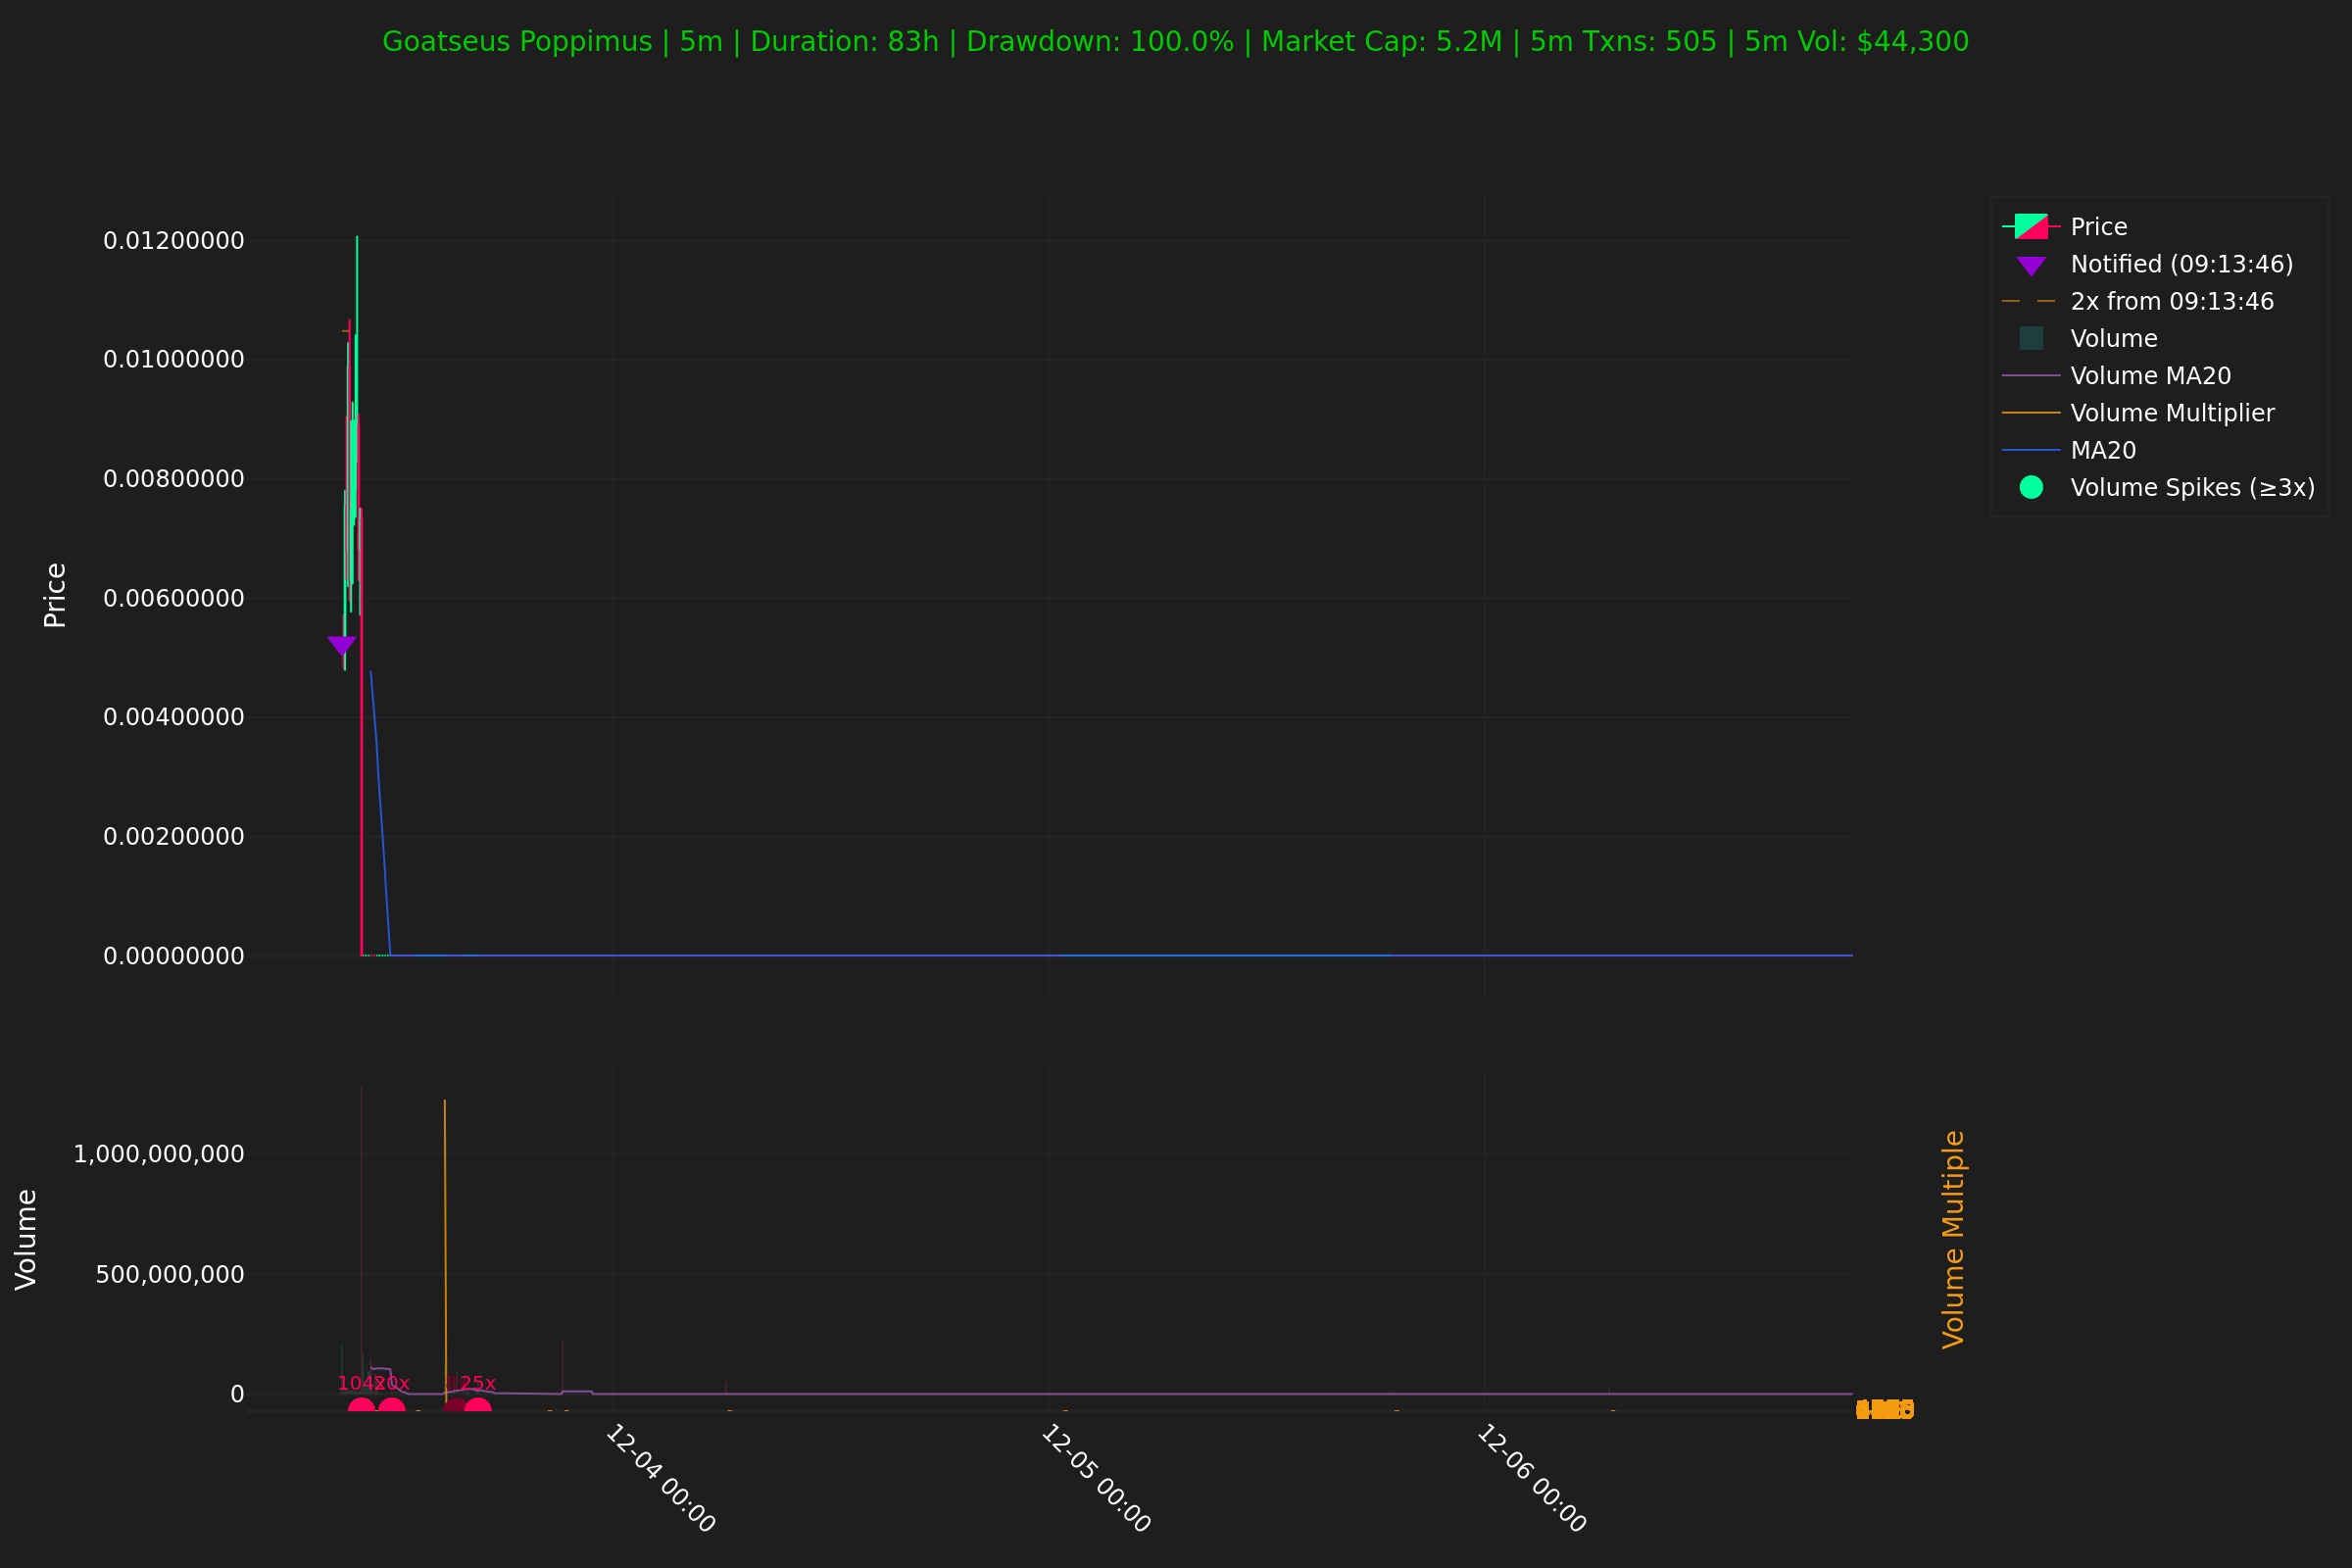 Goatseus Poppimus | 5m | Duration: 83h | Drawdown: 100.0% | Market Cap: 5.2M | 5m Txns: 505 | 5m Vol: $44,300
Price
Notified (09:13:46)
2x from 09:13:46
Volume
Volume MA20
Volume Multiplier
MA20
Volume Spikes (≥3x)
0.01200000
0.01000000
0.00800000
0.00600000
0.00400000
0.00200000
0.00000000
Price
1,000,000,000
500,000,000
0
Volume
Volume Multiple
25x
12-04 00:00
12-05 00:00
12-06 00:00